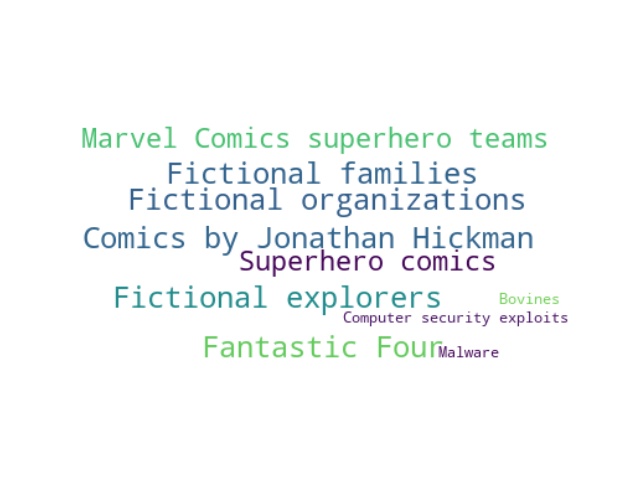 Marvel Comics superhero teams
Fictional families
Fictional organizations
Comics by Jonathan Hickman
Superhero comics
Fictional explorers
Bovines
Computer security exploits
Fantastic Four
Malware